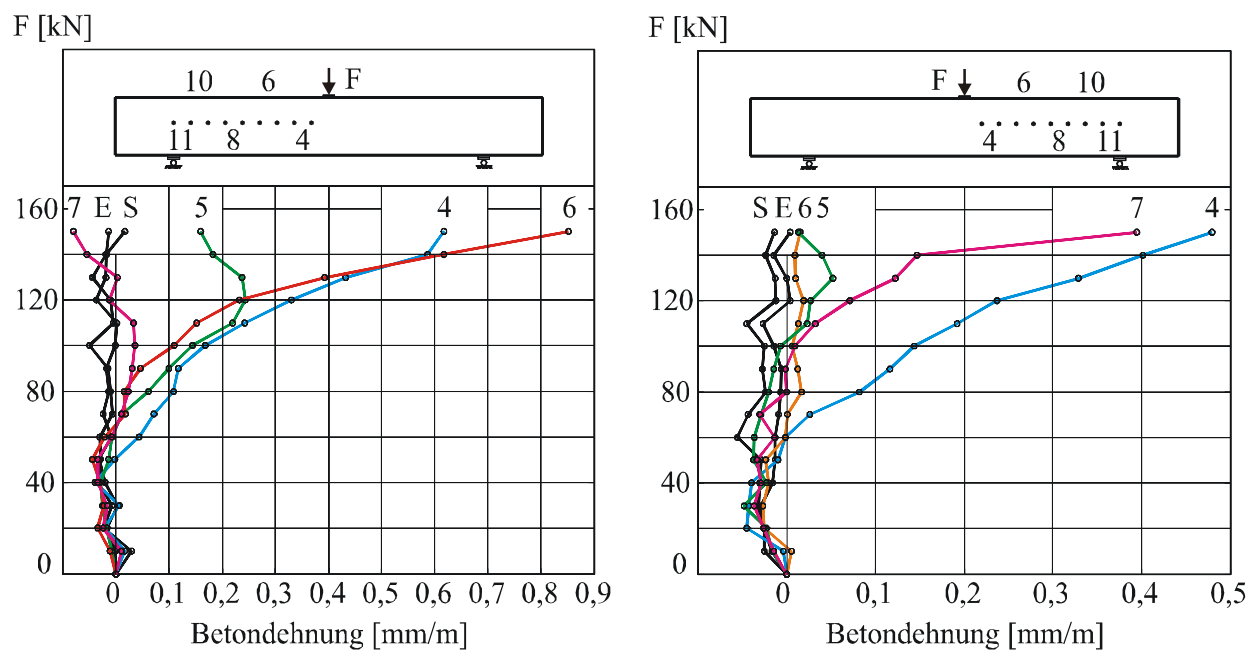 F [kN]
10 6 F
11 8 4
160 7 E S 5 4 6
120
80
40
0
0 0,1 0,2 0,3 0,4 0,5 0,6 0,7 0,8 0,9
Betondehnung [mm/m]
F [kN]
F 6 10
4 8 11
160 S E 6 5 7 4
120
80
40
0
0 0,1 0,2 0,3 0,4 0,5
Betondehnung [mm/m]